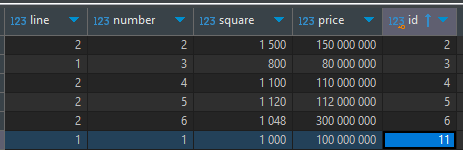 123 line 123 number 123 square 123 price 123 id
2 2 1 500 150 000 000 2
1 3 800 80 000 000 3
2 4 1 100 110 000 000 4
2 5 1 120 112 000 000 5
2 6 1 048 300 000 000 6
1 1 1 000 100 000 000 11